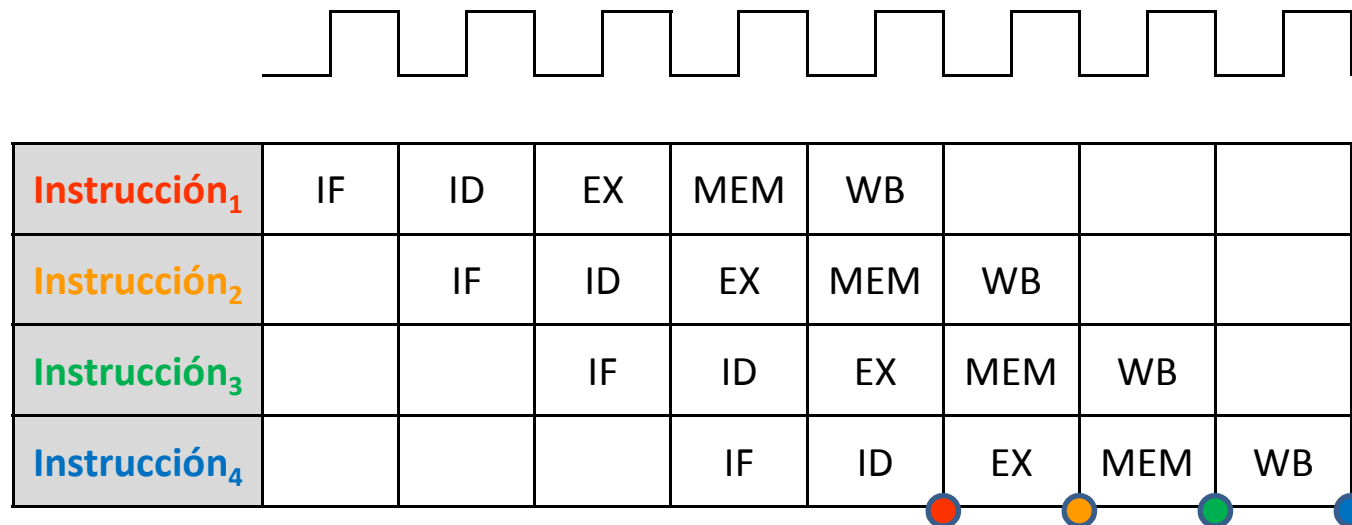 Instrucción₁ IF ID EX MEM WB
Instrucción₂ IF ID EX MEM WB
Instrucción₃ IF ID EX MEM WB
Instrucción₄ IF ID EX MEM WB